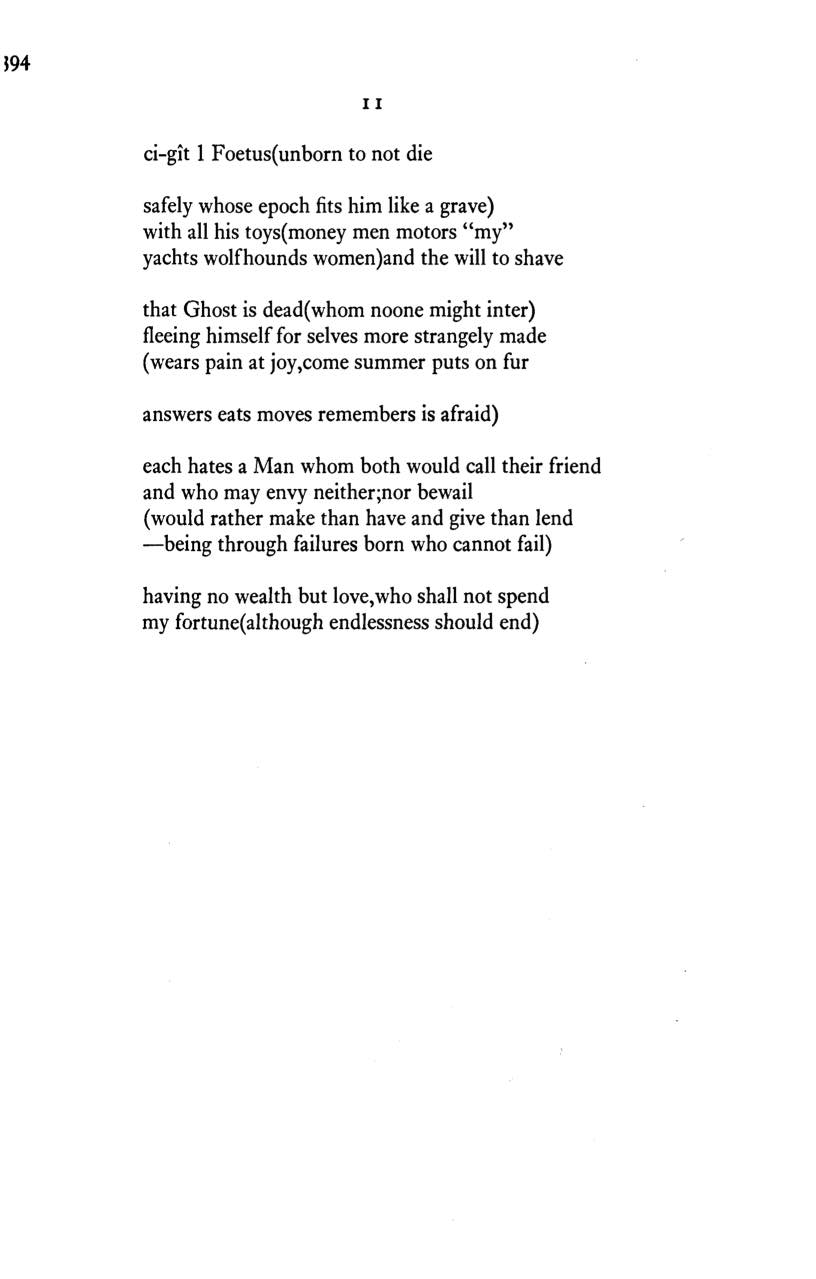 394
11
ci-gît 1 Foetus(unborn to not die
safely whose epoch fits him like a grave)
with all his toys(money men motors “my”
yachts wolfhounds women)and the will to shave
that Ghost is dead(whom noone might inter)
fleeing himself for selves more strangely made
(wears pain at joy,come summer puts on fur
answers eats moves remembers is afraid)
each hates a Man whom both would call their friend
and who may envy neither;nor bewail
(would rather make than have and give than lend
—being through failures born who cannot fail)
having no wealth but love,who shall not spend
my fortune(although endlessness should end)